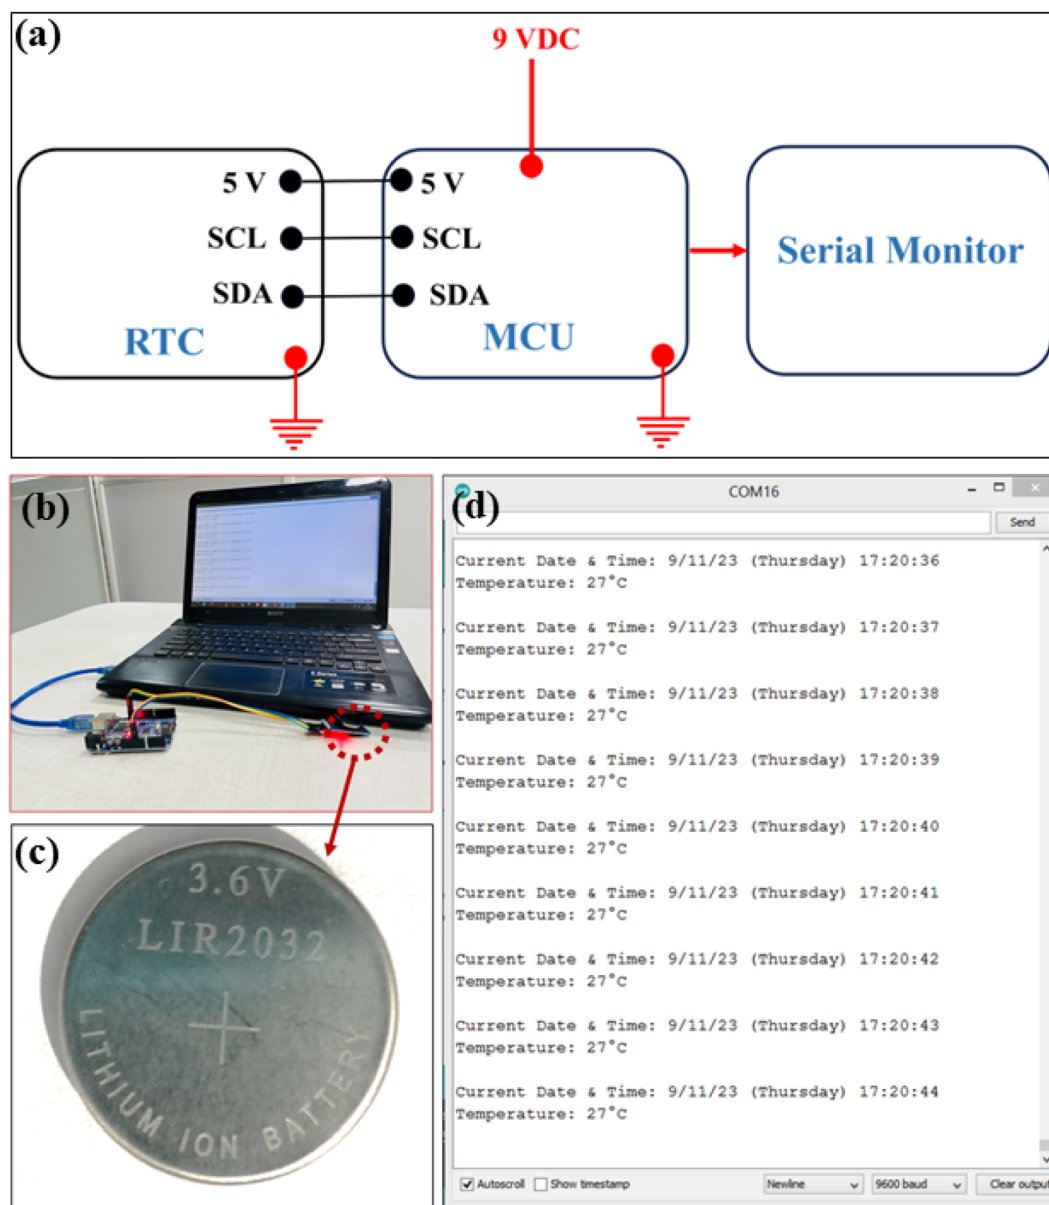 (a)
9 VDC
5 V
5 V
SCL
SCL
SDA
SDA
RTC
MCU
Serial Monitor
(b)
SONY
E Series
(c)
3.6V
LIR2032
+
LITHIUM ION BATTERY
(d)
COM16
Send
Current Date & Time: 9/11/23 (Thursday) 17:20:36
Temperature: 27°C
Current Date & Time: 9/11/23 (Thursday) 17:20:37
Temperature: 27°C
Current Date & Time: 9/11/23 (Thursday) 17:20:38
Temperature: 27°C
Current Date & Time: 9/11/23 (Thursday) 17:20:39
Temperature: 27°C
Current Date & Time: 9/11/23 (Thursday) 17:20:40
Temperature: 27°C
Current Date & Time: 9/11/23 (Thursday) 17:20:41
Temperature: 27°C
Current Date & Time: 9/11/23 (Thursday) 17:20:42
Temperature: 27°C
Current Date & Time: 9/11/23 (Thursday) 17:20:43
Temperature: 27°C
Current Date & Time: 9/11/23 (Thursday) 17:20:44
Temperature: 27°C
Autoscroll Show timestamp Newline 9600 baud Clear output